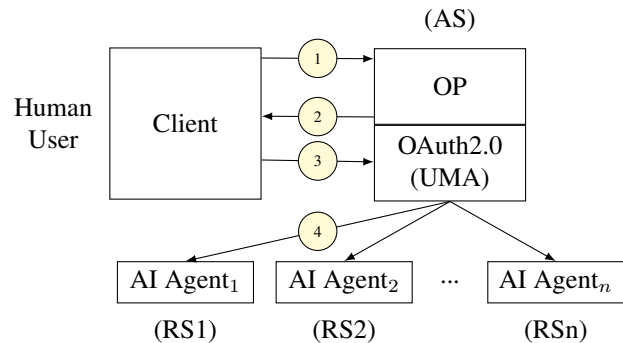 (AS)
1
OP
Human
User
Client
2
3
OAuth2.0
(UMA)
4
AI Agent₁
AI Agent₂
...
AI Agentₙ
(RS1)
(RS2)
(RSn)